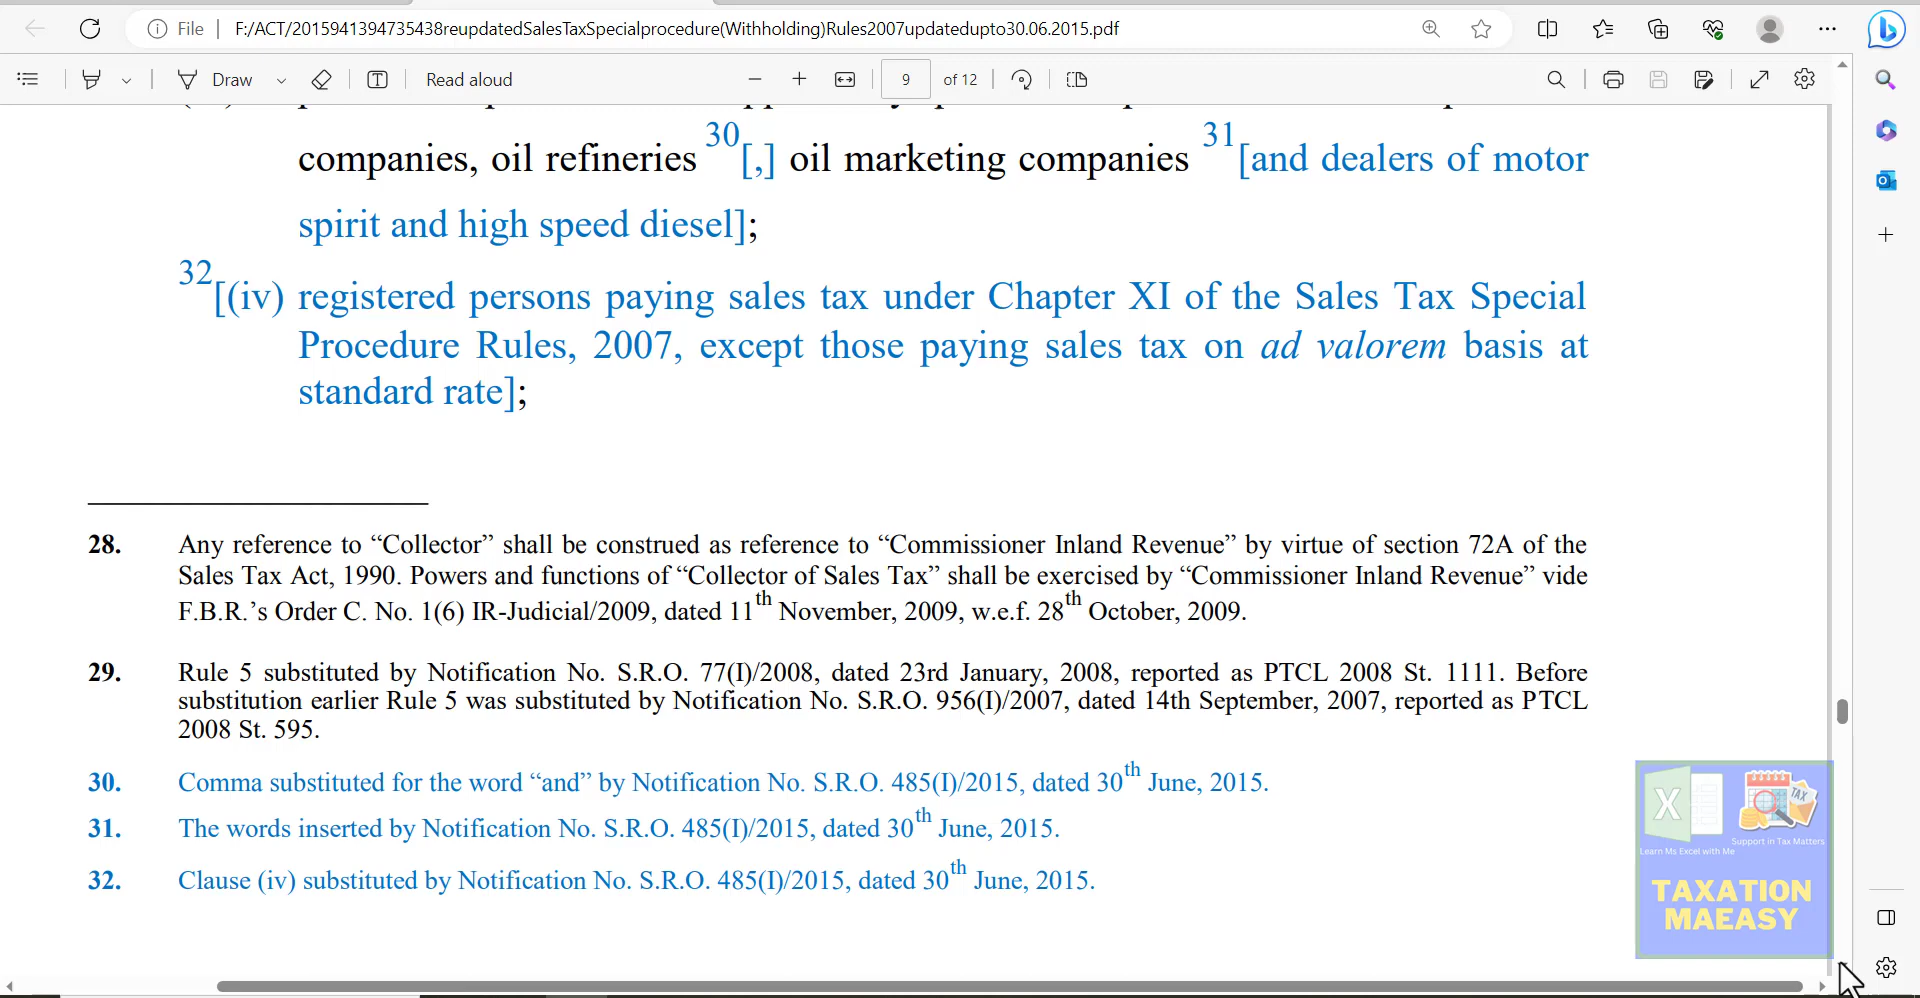 File
F:/ACT/2015941394735438reupdatedSalesTaxSpecialprocedure(Withholding)Rules2007updatedupto30.06.2015.pdf
Draw
Read aloud
9 of 12
companies, oil refineries 30[,] oil marketing companies 31[and dealers of motor
spirit and high speed diesel];
32[(iv) registered persons paying sales tax under Chapter XI of the Sales Tax Special
Procedure Rules, 2007, except those paying sales tax on ad valorem basis at
standard rate];
28. Any reference to “Collector” shall be construed as reference to “Commissioner Inland Revenue” by virtue of section 72A of the
Sales Tax Act, 1990. Powers and functions of “Collector of Sales Tax” shall be exercised by “Commissioner Inland Revenue” vide
F.B.R.’s Order C. No. 1(6) IR-Judicial/2009, dated 11th November, 2009, w.e.f. 28th October, 2009.
29. Rule 5 substituted by Notification No. S.R.O. 77(I)/2008, dated 23rd January, 2008, reported as PTCL 2008 St. 1111. Before
substitution earlier Rule 5 was substituted by Notification No. S.R.O. 956(I)/2007, dated 14th September, 2007, reported as PTCL
2008 St. 595.
30. Comma substituted for the word “and” by Notification No. S.R.O. 485(I)/2015, dated 30th June, 2015.
31. The words inserted by Notification No. S.R.O. 485(I)/2015, dated 30th June, 2015.
32. Clause (iv) substituted by Notification No. S.R.O. 485(I)/2015, dated 30th June, 2015.
X
TAX
Support in Tax Matters
Learn Ms Excel with Me
TAXATION
MAEASY